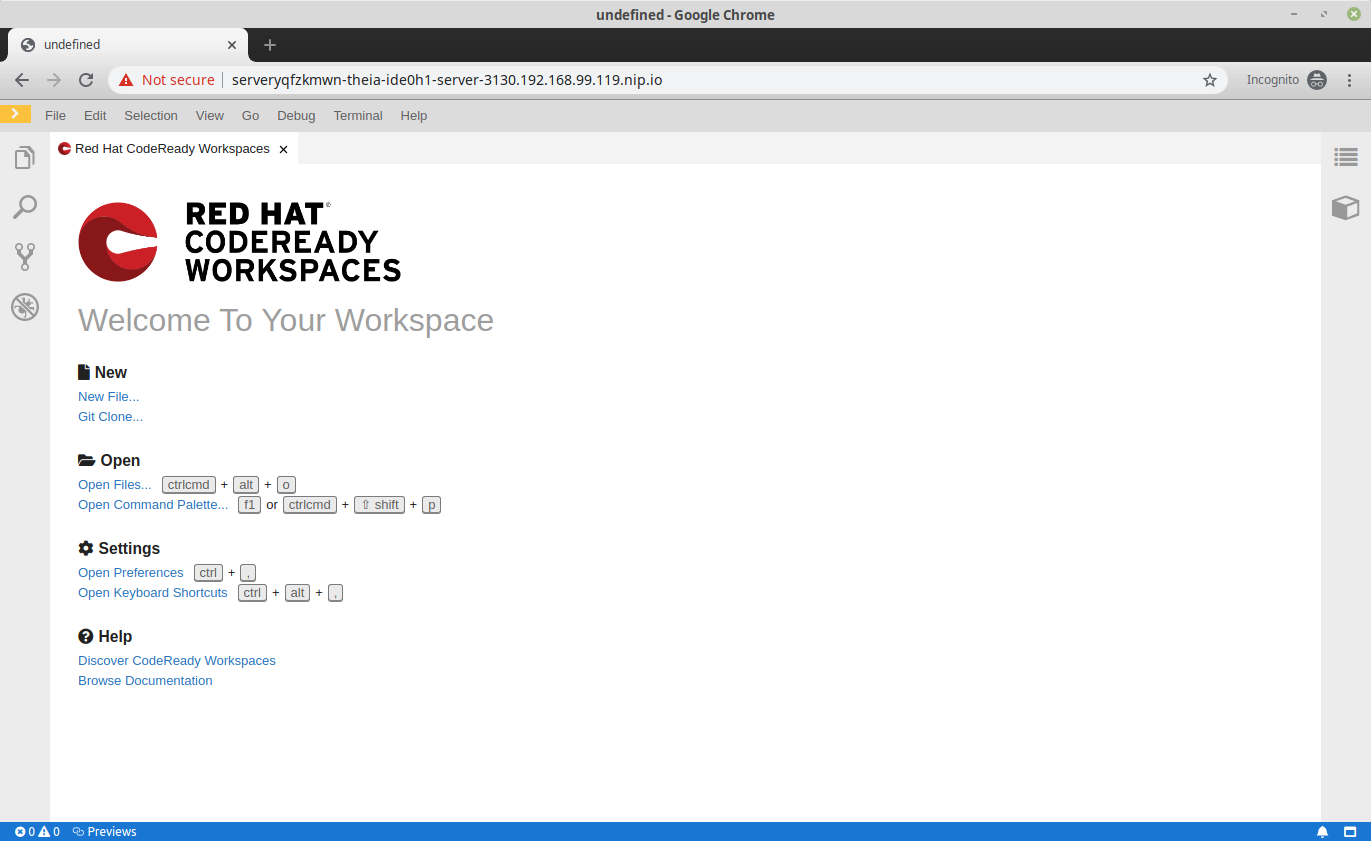 undefined - Google Chrome
undefined
Not secure serveryqfzkmwn-theia-ide0h1-server-3130.192.168.99.119.nip.io Incognito
File Edit Selection View Go Debug Terminal Help
Red Hat CodeReady Workspaces
RED HAT®
CODEREADY
WORKSPACES
Welcome To Your Workspace
New
New File...
Git Clone...
Open
Open Files... ctrlcmd + alt + o
Open Command Palette... f1 or ctrlcmd + ⇧ shift + p
Settings
Open Preferences ctrl + ,
Open Keyboard Shortcuts ctrl + alt + ,
Help
Discover CodeReady Workspaces
Browse Documentation
0 0 Previews